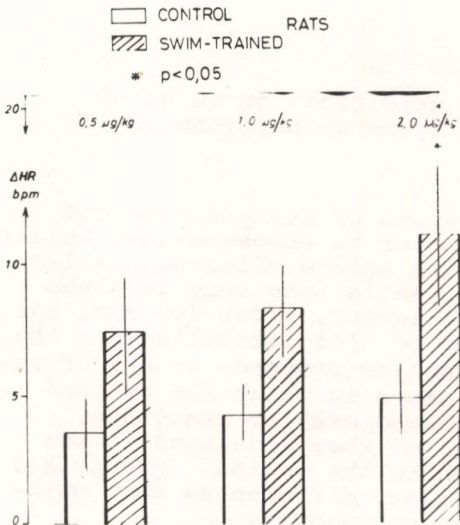 CONTROL
RATS
SWIM-TRAINED
* p<0,05
20
0,5 µg/kg
1,0 µg/kg
2,0 µg/kg
*
ΔHR
bpm
10
5
0